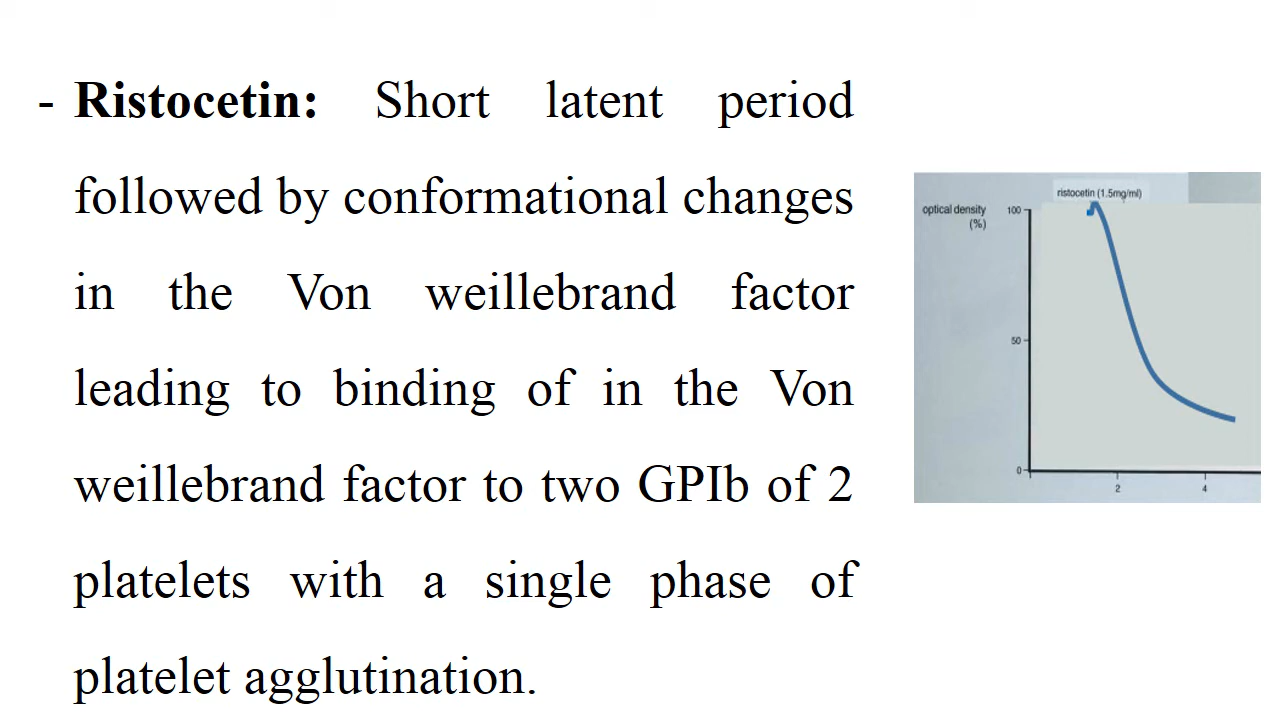 - Ristocetin: Short latent period
followed by conformational changes
in the Von weillebrand factor
leading to binding of in the Von
weillebrand factor to two GPIb of 2
platelets with a single phase of
platelet agglutination.
ristocetin (1.5mg/ml)
optical density
(%)
100
50
0
2
4